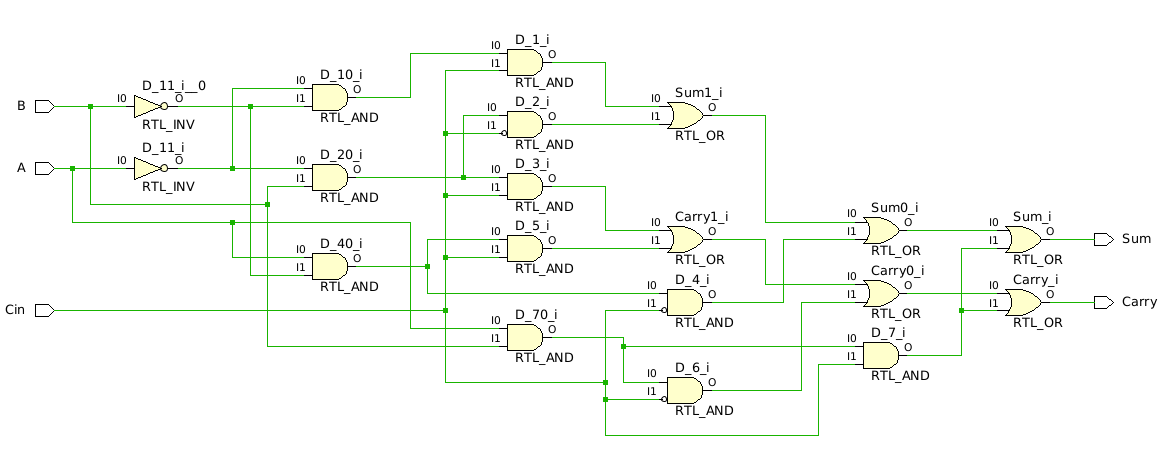 B
I0
D_11_i__0
O
RTL_INV
A
I0
D_11_i
O
RTL_INV
Cin
I0
I1
D_10_i
O
RTL_AND
I0
I1
D_20_i
O
RTL_AND
I0
I1
D_40_i
O
RTL_AND
I0
I1
D_1_i
O
RTL_AND
I0
I1
D_2_i
O
RTL_AND
I0
I1
D_3_i
O
RTL_AND
I0
I1
D_5_i
O
RTL_AND
I0
I1
D_70_i
O
RTL_AND
I0
I1
Sum1_i
O
RTL_OR
I0
I1
Carry1_i
O
RTL_OR
I0
I1
D_4_i
O
RTL_AND
I0
I1
D_6_i
O
RTL_AND
I0
I1
Sum0_i
O
RTL_OR
I0
I1
Carry0_i
O
RTL_OR
I0
I1
D_7_i
O
RTL_AND
I0
I1
Sum_i
O
RTL_OR
I0
I1
Carry_i
O
RTL_OR
Sum
Carry